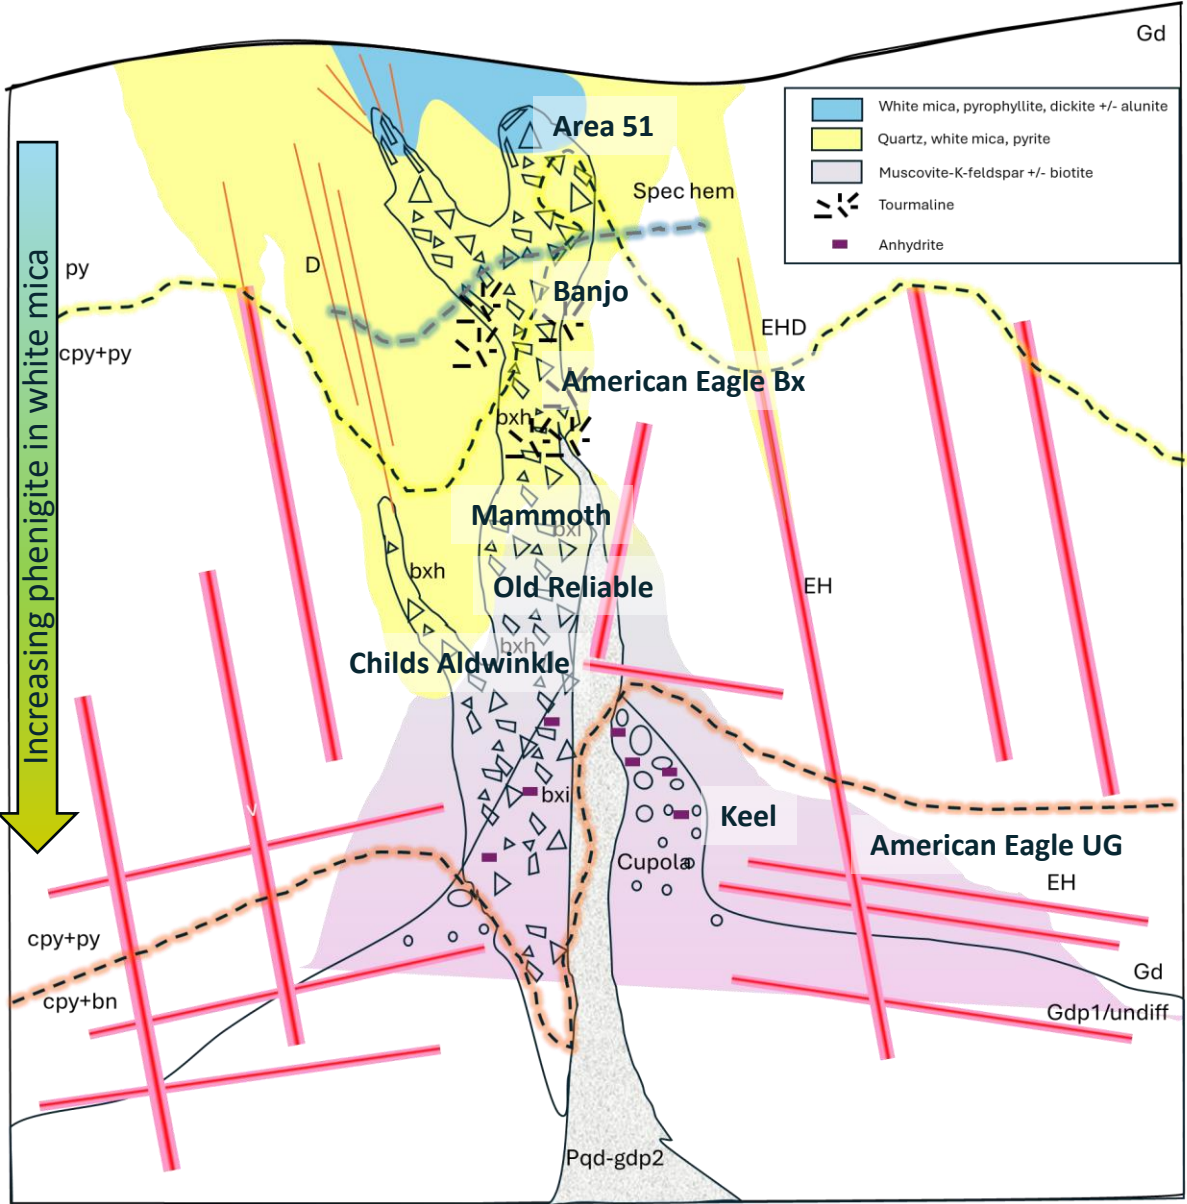 Gd
White mica, pyrophyllite, dickite +/- alunite
Quartz, white mica, pyrite
Muscovite-K-feldspar +/- biotite
Tourmaline
Anhydrite
Area 51
Spec hem
Increasing phenigite in white mica
py
D
Banjo
EHD
cpy+py
American Eagle Bx
bxh
Mammoth
bxi
bxh
Old Reliable
EH
bxh
Childs Aldwinkle
bxi
Keel
American Eagle UG
Cupola
EH
cpy+py
Gd
cpy+bn
Gdp1/undiff
Pqd-gdp2